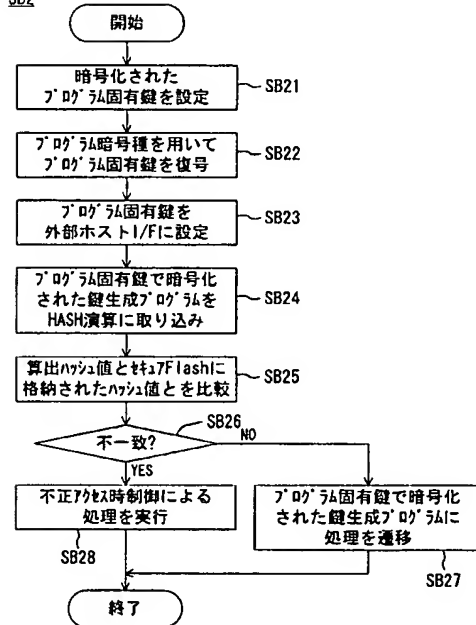 SB2
開始
暗号化された
プログラム固有鍵を設定
SB21
プログラム暗号種を用いて
プログラム固有鍵を復号
SB22
プログラム固有鍵を
外部ホストI/Fに設定
SB23
プログラム固有鍵で暗号化
された鍵生成プログラムを
HASH演算に取り込み
SB24
算出ハッシュ値とセキュアFlashに
格納されたハッシュ値とを比較
SB25
SB26
不一致?
NO
YES
不正アクセス時制御による
処理を実行
SB28
プログラム固有鍵で暗号化
された鍵生成プログラムに
処理を遷移
SB27
終了